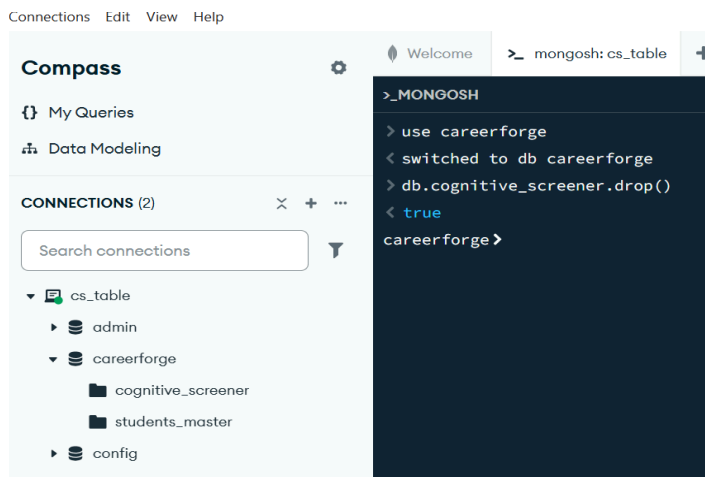 Connections Edit View Help
Compass
My Queries
Data Modeling
CONNECTIONS (2)
Search connections
cs_table
admin
careerforge
cognitive_screener
students_master
config
Welcome
>_ mongosh: cs_table
>_MONGOSH
> use careerforge
< switched to db careerforge
> db.cognitive_screener.drop()
< true
careerforge>